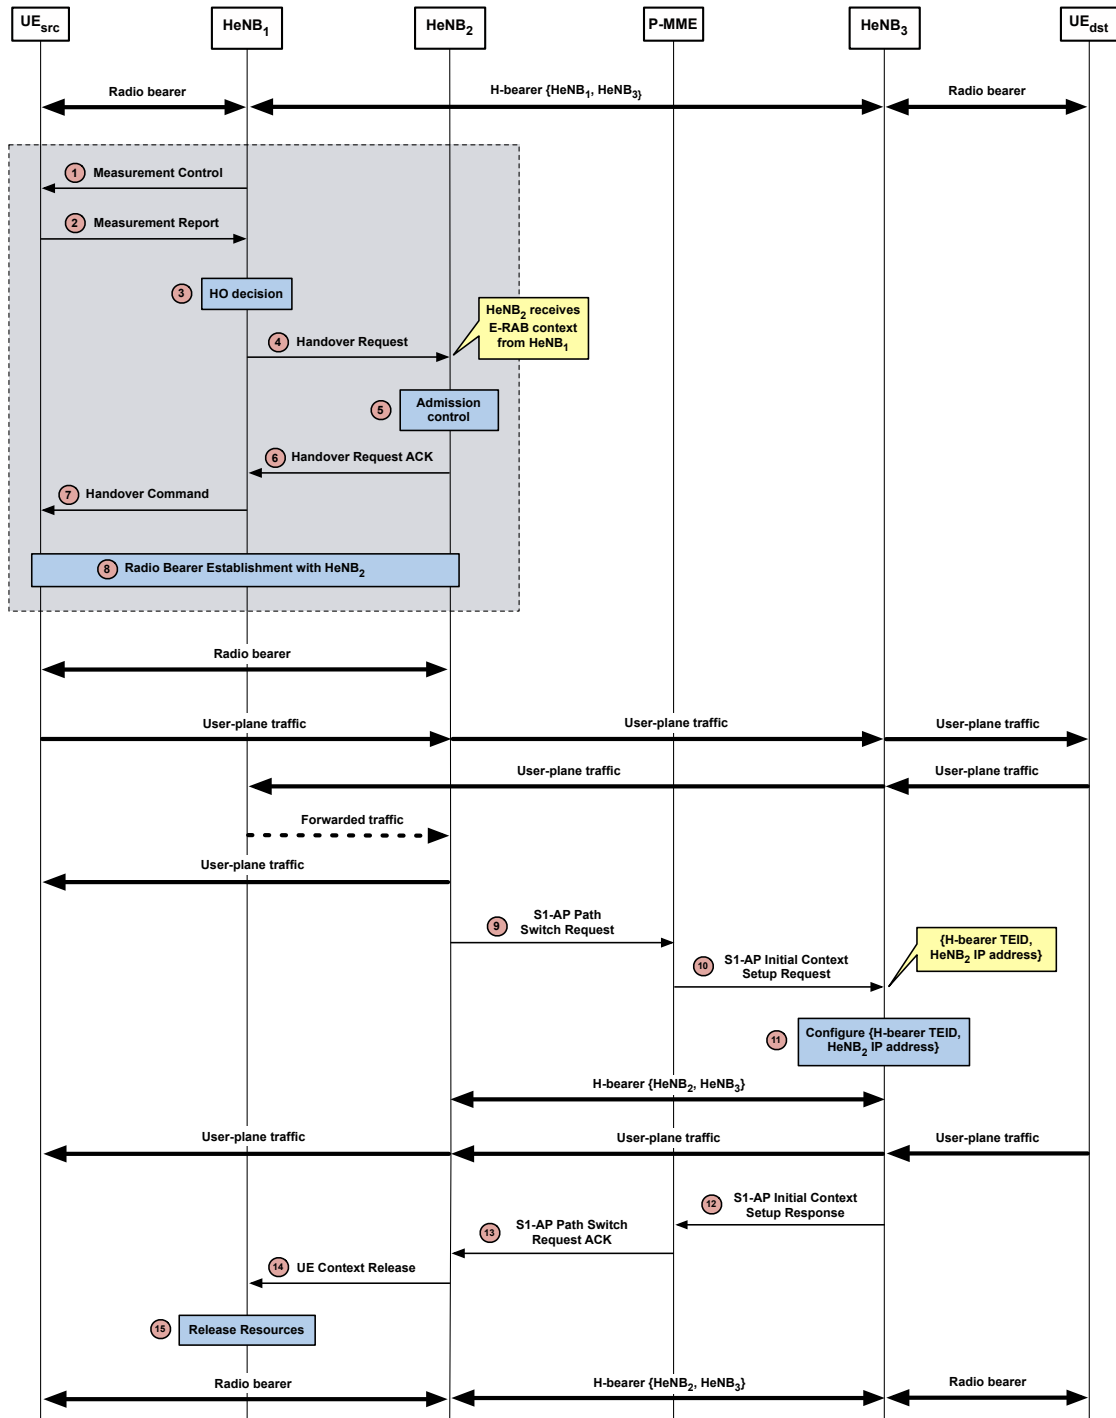 UEsrc HeNB1 HeNB2 P-MME HeNB3 UEdst
Radio bearer H-bearer {HeNB1, HeNB3} Radio bearer
1 Measurement Control
2 Measurement Report
3 HO decision
HeNB2 receives
E-RAB context
from HeNB1
4 Handover Request
5 Admission
control
6 Handover Request ACK
7 Handover Command
8 Radio Bearer Establishment with HeNB2
Radio bearer
User-plane traffic User-plane traffic User-plane traffic
User-plane traffic User-plane traffic
Forwarded traffic
User-plane traffic
9 S1-AP Path
Switch Request
{H-bearer TEID,
HeNB2 IP address}
10 S1-AP Initial Context
Setup Request
11 Configure {H-bearer TEID,
HeNB2 IP address}
H-bearer {HeNB2, HeNB3}
User-plane traffic User-plane traffic User-plane traffic
12 S1-AP Initial Context
Setup Response
13 S1-AP Path Switch
Request ACK
14 UE Context Release
15 Release Resources
Radio bearer H-bearer {HeNB2, HeNB3} Radio bearer